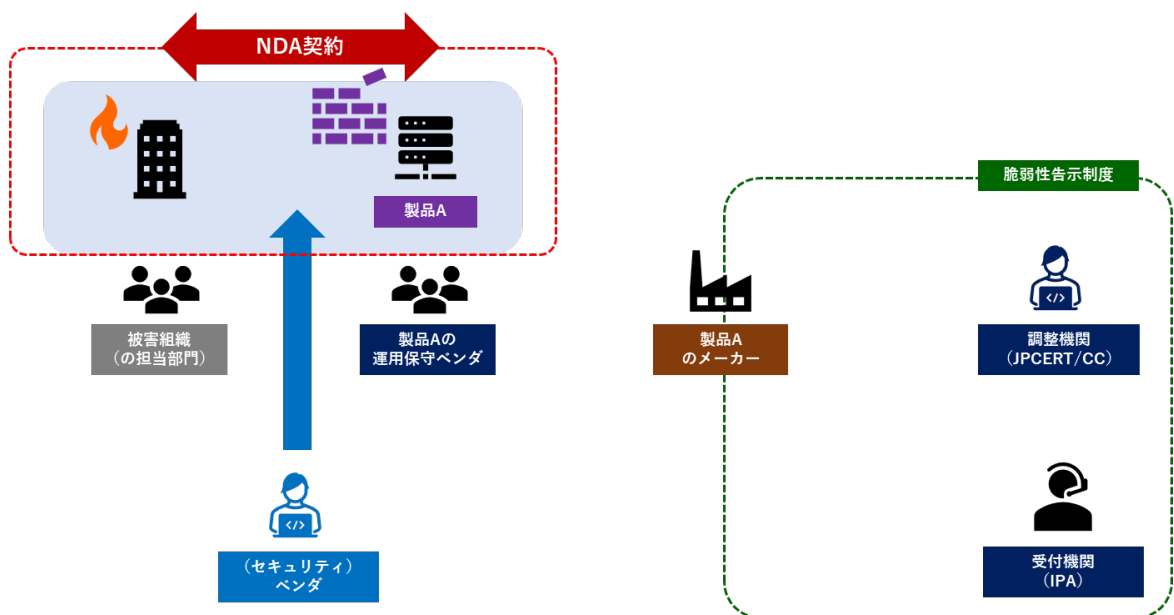 NDA契約
製品A
脆弱性告示制度
被害組織
（の担当部門）
製品Aの
運用保守ベンダ
製品A
のメーカー
</>
調整機関
（JPCERT/CC）
</>
（セキュリティ）
ベンダ
受付機関
（IPA）